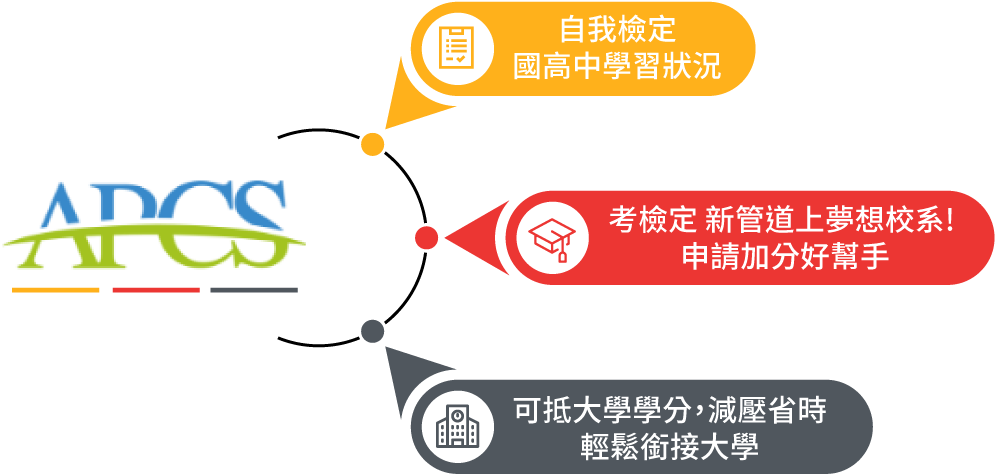 自我檢定
國高中學習狀況
APCS
考檢定 新管道上夢想校系!
申請加分好幫手
可抵大學學分,減壓省時
輕鬆銜接大學